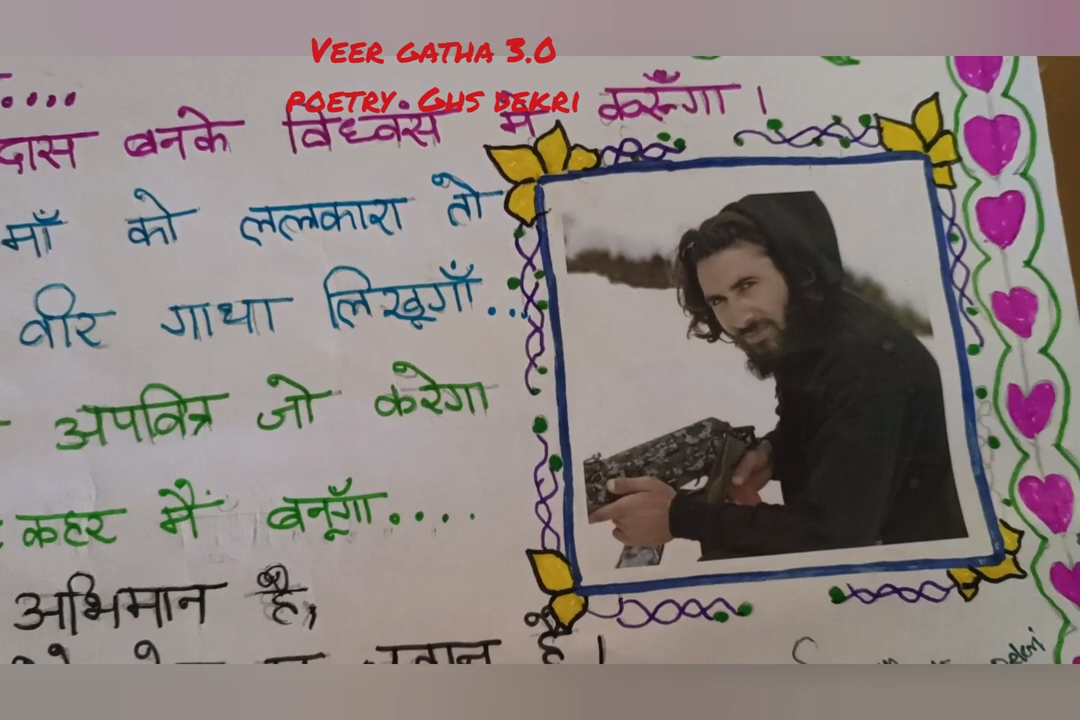 VEER GATHA 3.0
POETRY. GHS DEKRI
....
दास बनके विध्वंस मैं करूँगा।
माँ को ललकारा तो
वीर गाथा लिखूगाँ...
अपवित्र जो करेगा
कहर मैं बनूँगा....
अभिमान है,
है।